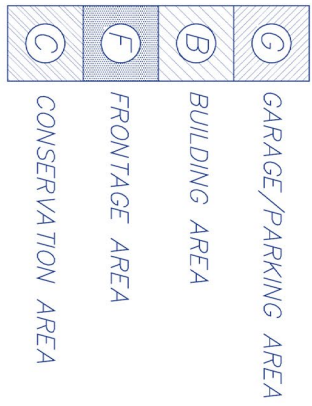 G GARAGE/PARKING AREA
B BUILDING AREA
F FRONTAGE AREA
C CONSERVATION AREA